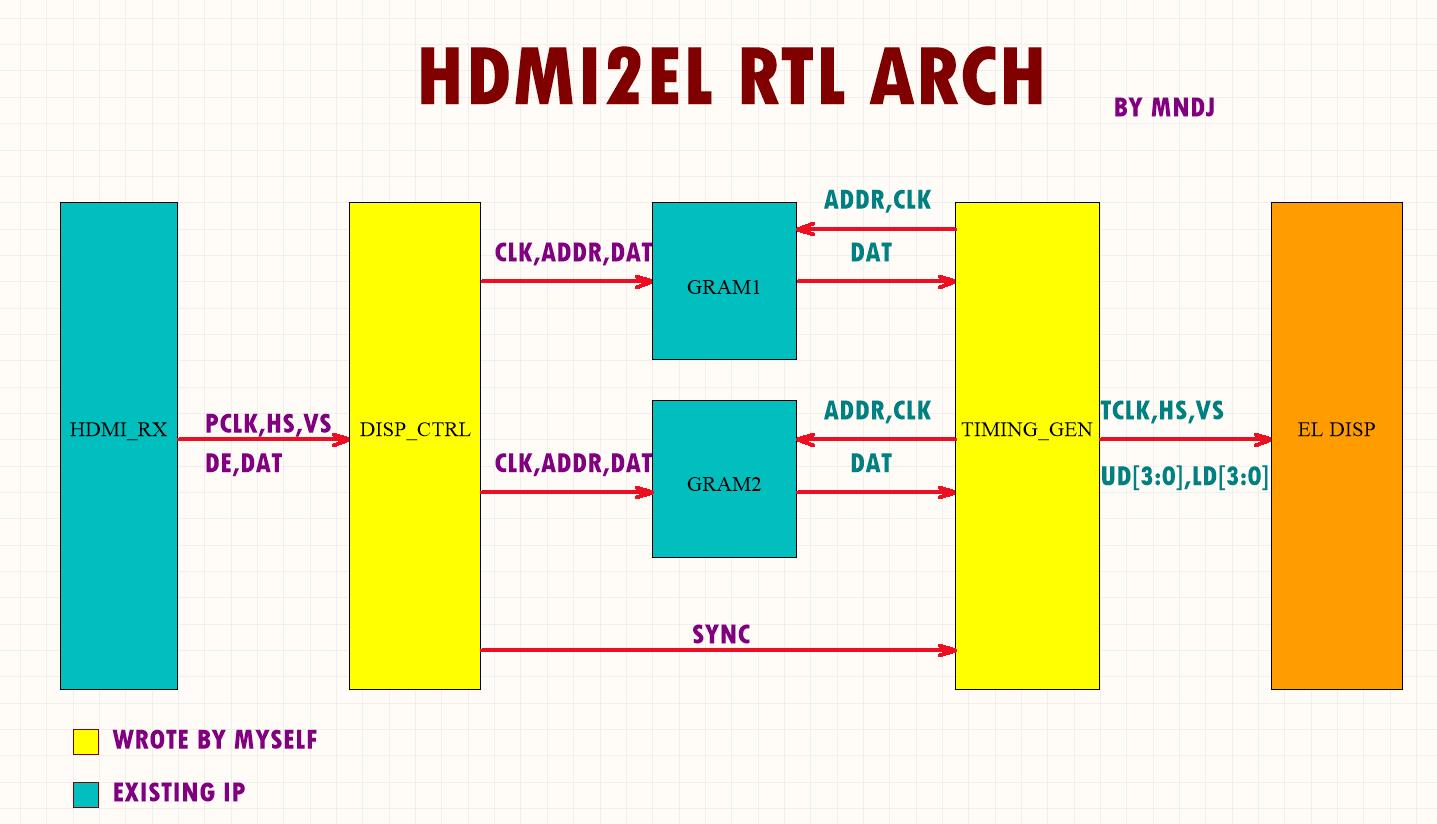 HDMI2EL RTL ARCH
BY MNDJ
ADDR,CLK
CLK,ADDR,DAT
DAT
GRAM1
PCLK,HS,VS
ADDR,CLK
TCLK,HS,VS
HDMI_RX
DISP_CTRL
TIMING_GEN
EL DISP
DE,DAT
CLK,ADDR,DAT
DAT
UD[3:0],LD[3:0]
GRAM2
SYNC
WROTE BY MYSELF
EXISTING IP